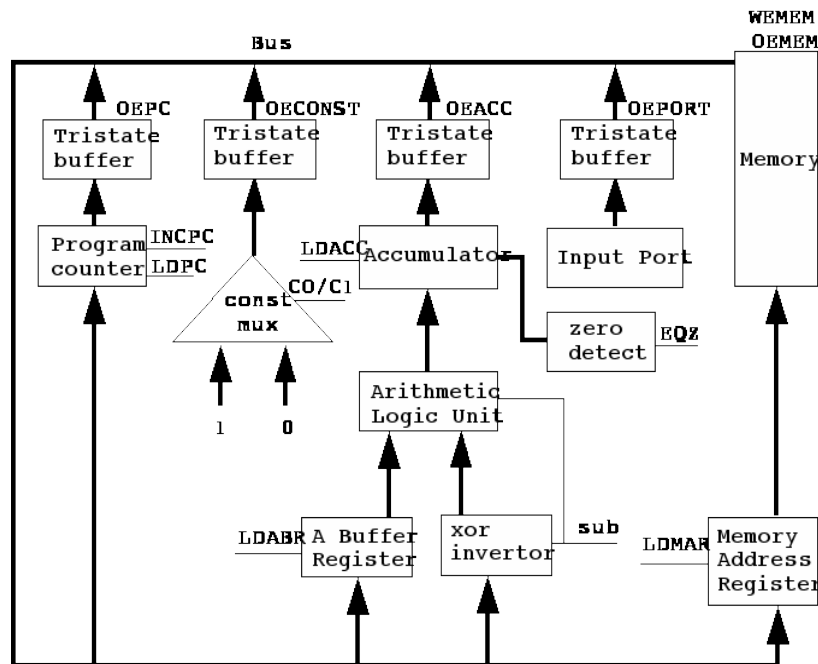 WEMEM
OEMEM
Bus
OEPC
OECONST
OEACC
OEPORT
Tristate
buffer
Tristate
buffer
Tristate
buffer
Tristate
buffer
Memory
Program
counter
INCPC
LDPC
LDACC
Accumulator
Input Port
const
mux
C0/C1
zero
detect
EQZ
Arithmetic
Logic Unit
1
0
LDABR
A Buffer
Register
xor
invertor
sub
LDMAR
Memory
Address
Register